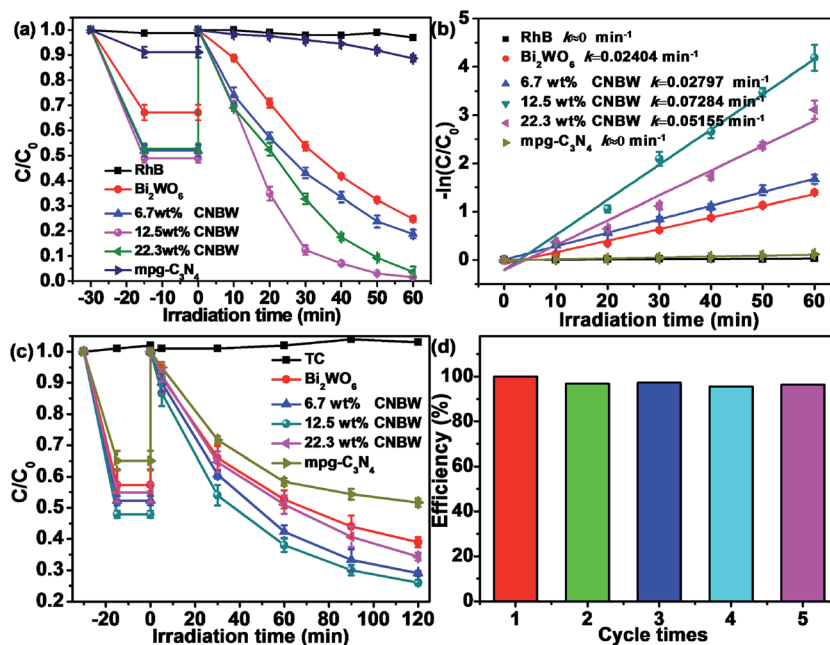 (a)
1.0
0.9
0.8
0.7
0.6
0.5
0.4
0.3
0.2
0.1
0.0
C/C0
RhB
Bi2WO6
6.7wt% CNBW
12.5wt% CNBW
22.3wt% CNBW
mpg-C3N4
-30 -20 -10 0 10 20 30 40 50 60
Irradiation time (min)
(b)
5
4
3
2
1
0
-1
-ln(C/C0)
RhB k≈0 min-1
Bi2WO6 k=0.02404 min-1
6.7 wt% CNBW k=0.02797 min-1
12.5 wt% CNBW k=0.07284 min-1
22.3 wt% CNBW k=0.05155 min-1
mpg-C3N4 k≈0 min-1
0 10 20 30 40 50 60
Irradiation time (min)
(c)
1.0
0.9
0.8
0.7
0.6
0.5
0.4
0.3
0.2
C/C0
TC
Bi2WO6
6.7 wt% CNBW
12.5 wt% CNBW
22.3 wt% CNBW
mpg-C3N4
-20 0 20 40 60 80 100 120
Irradiation time (min)
(d)
120
100
80
60
40
20
0
Efficiency (%)
1 2 3 4 5
Cycle times